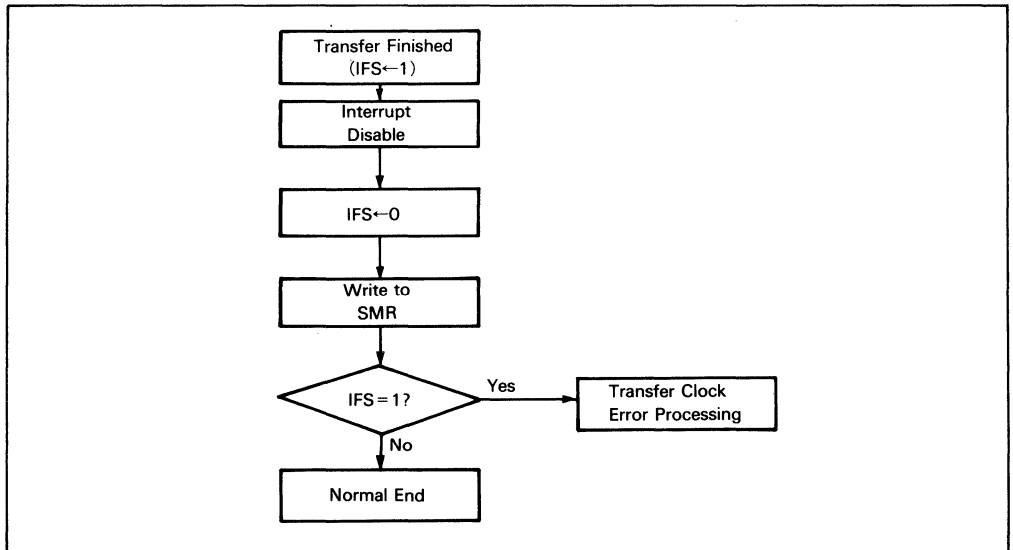 Transfer Finished
(IFS←1)
Interrupt
Disable
IFS←0
Write to
SMR
IFS=1?
Yes
Transfer Clock
Error Processing
No
Normal End